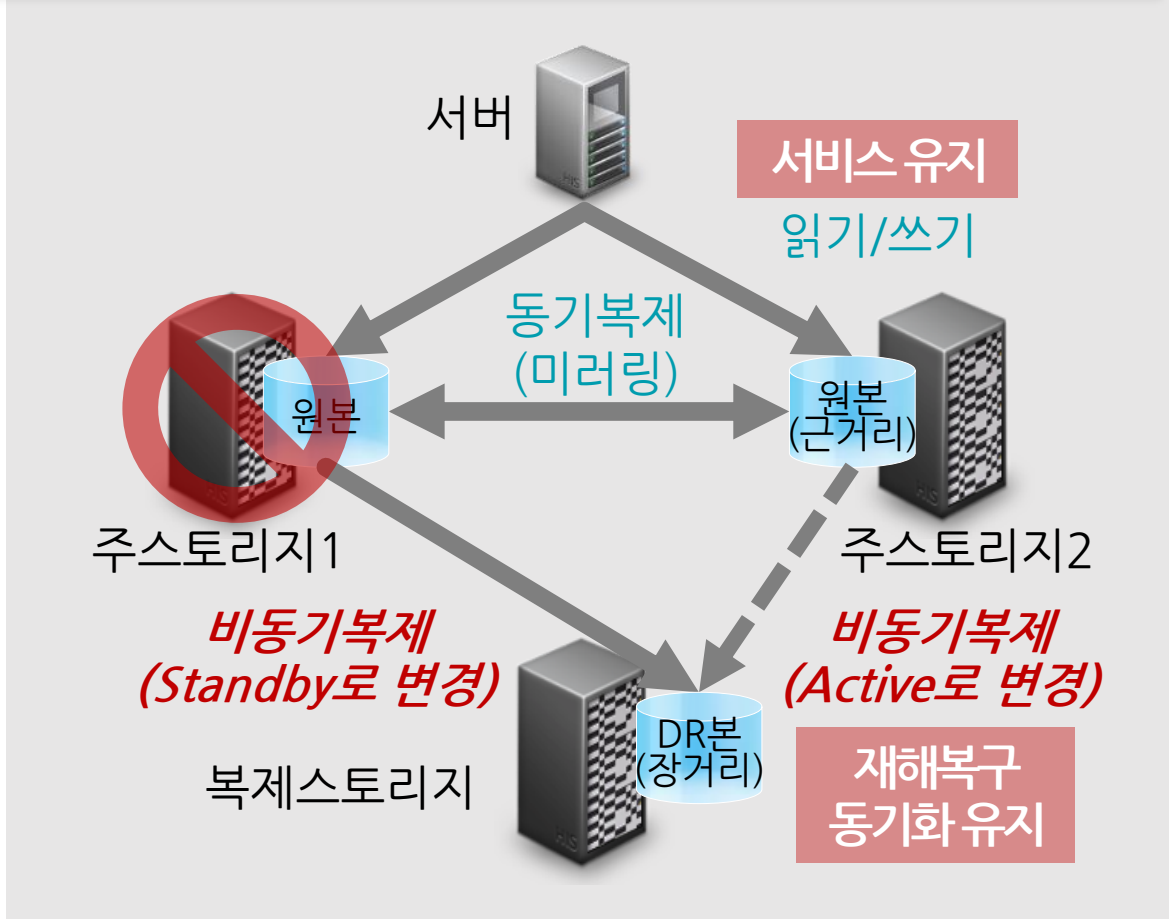 서버
서비스 유지
읽기/쓰기
동기복제
(미러링)
원본
원본
(근거리)
주스토리지1
주스토리지2
비동기복제
(Standby로 변경)
비동기복제
(Active로 변경)
DR본
(장거리)
복제스토리지
재해복구
동기화 유지
HIS
HIS
HIS
HIS